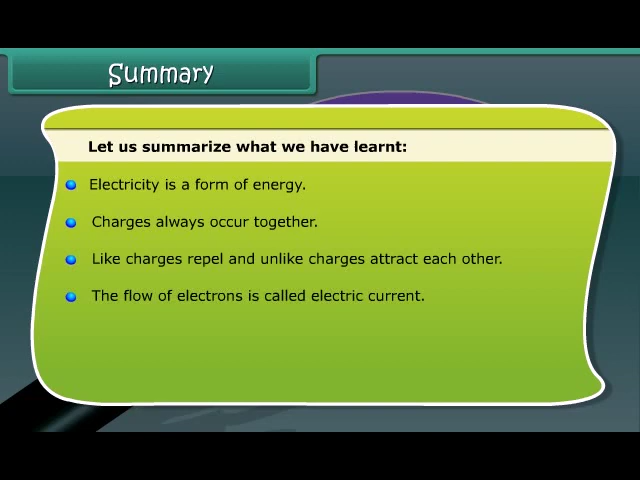 Summary
Let us summarize what we have learnt:
Electricity is a form of energy.
Charges always occur together.
Like charges repel and unlike charges attract each other.
The flow of electrons is called electric current.